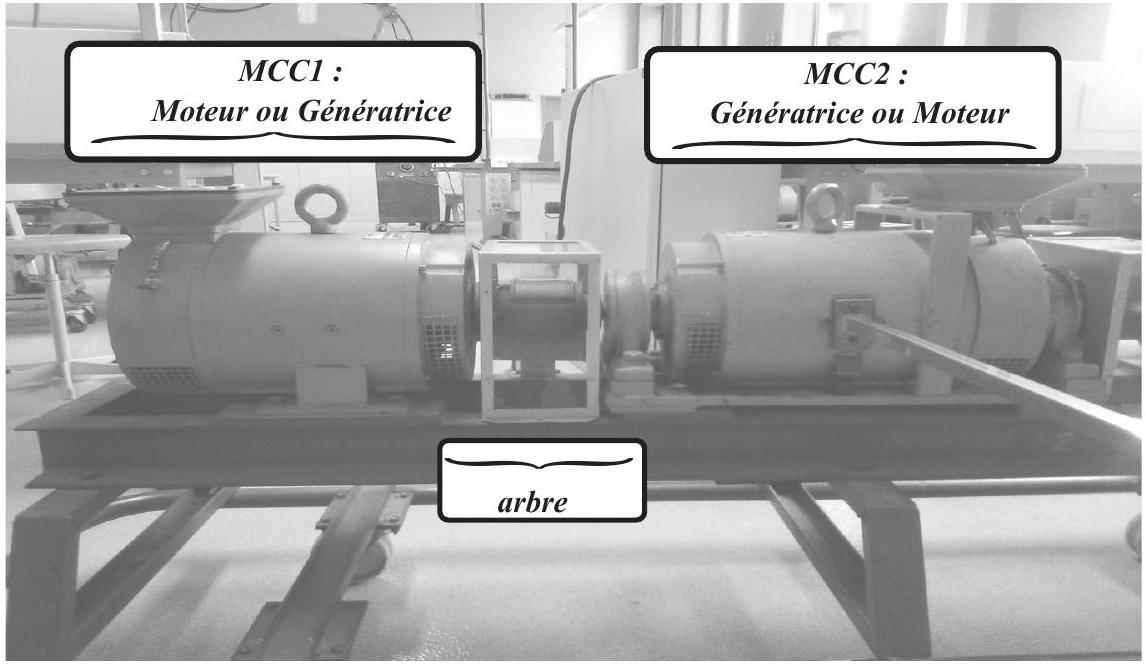 MCC1 :
Moteur ou Génératrice
MCC2 :
Génératrice ou Moteur
arbre